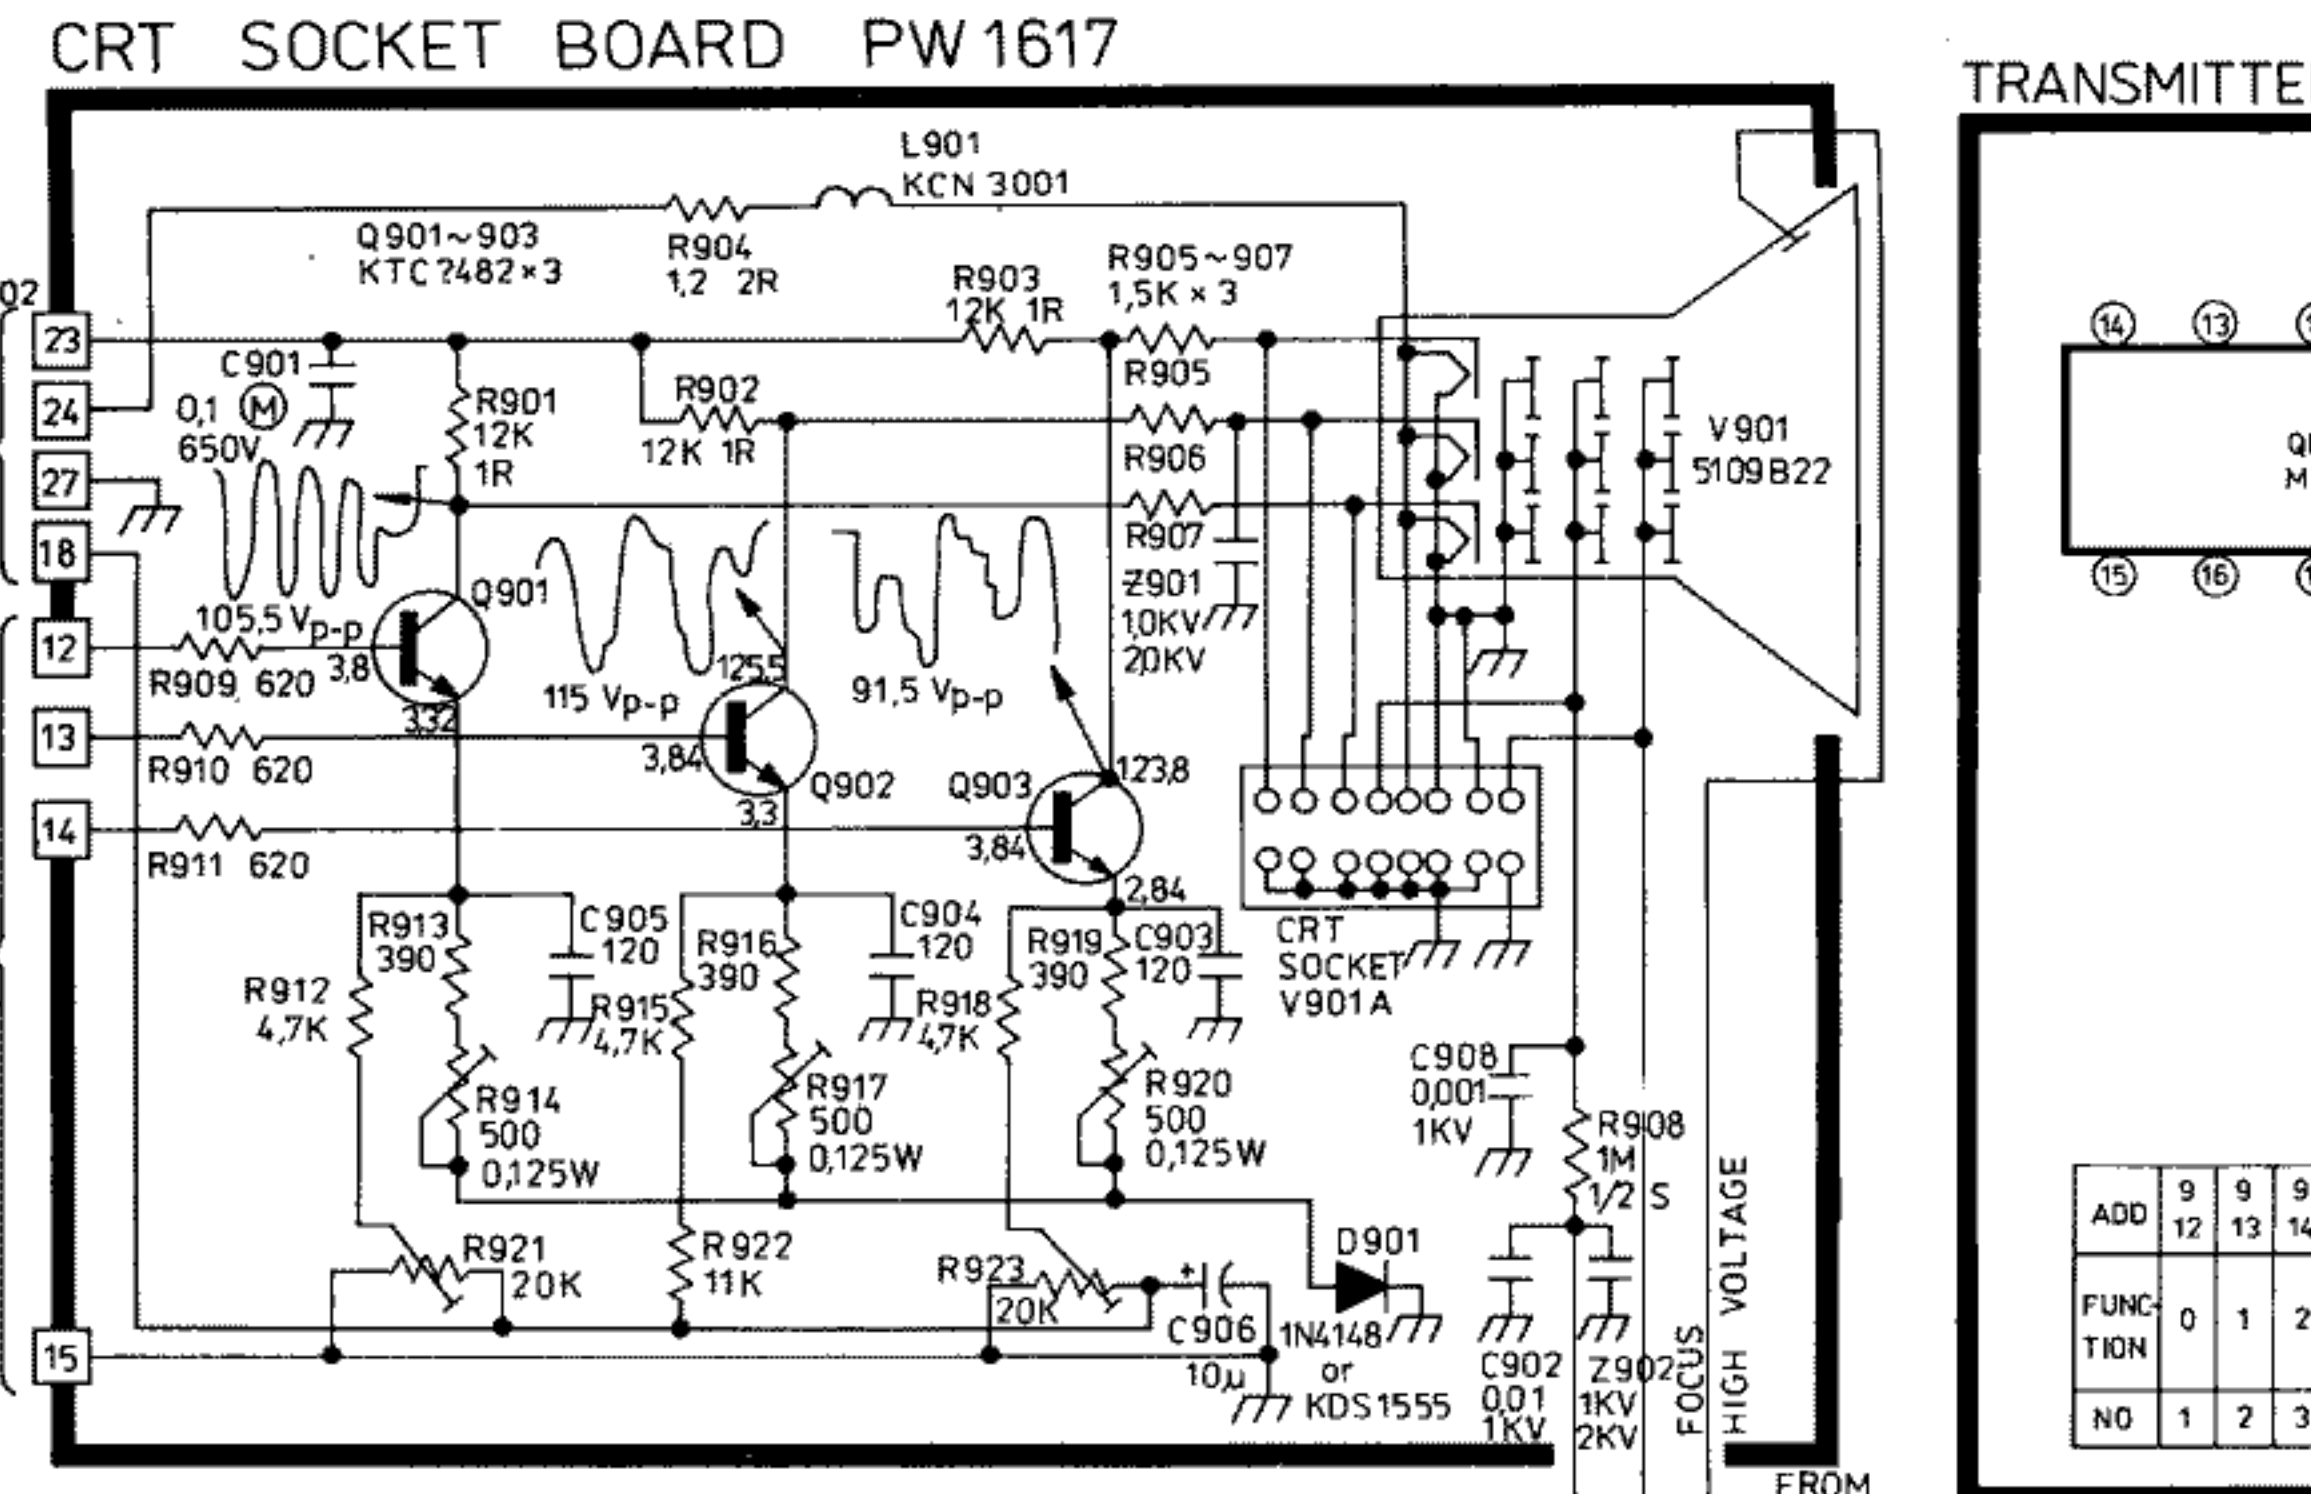 CRT SOCKET BOARD PW1617
TRANSMITTE
L901
KCN 3001
Q901~903
KTC?482×3
R904
1,2 2R
R903
12K 1R
R905~907
1,5K × 3
02
23
24
27
18
12
13
14
15
C901
0,1 M
650V
R901
12K
1R
R902
12K 1R
R905
R906
R907
Z901
1,0KV
2,0KV
V901
5109B22
Q901
105,5 Vp-p
3,8
3,32
R909 620
R910 620
R911 620
115 Vp-p
125,5
3,84
3,3
Q902
91,5 Vp-p
Q903
123,8
3,84
2,84
CRT
SOCKET
V901A
R913
390
C905
120
R912
4,7K
R916
390
C904
120
R915
4,7K
R919
390
C903
120
R918
4,7K
R914
500
0,125W
R917
500
0,125W
R920
500
0,125W
C908
0,001
1KV
R908
1M
1/2 S
R921
20K
R922
11K
R923
20K
+
C906
10µ
D901
1N4148
or
KDS1555
C902
0,01
1KV
Z902
1KV
2KV
FOCUS
HIGH VOLTAGE
FROM
14
13
15
16
ADD 9 12 9 13 9 14
FUNC-
TION 0 1 2
NO 1 2 3